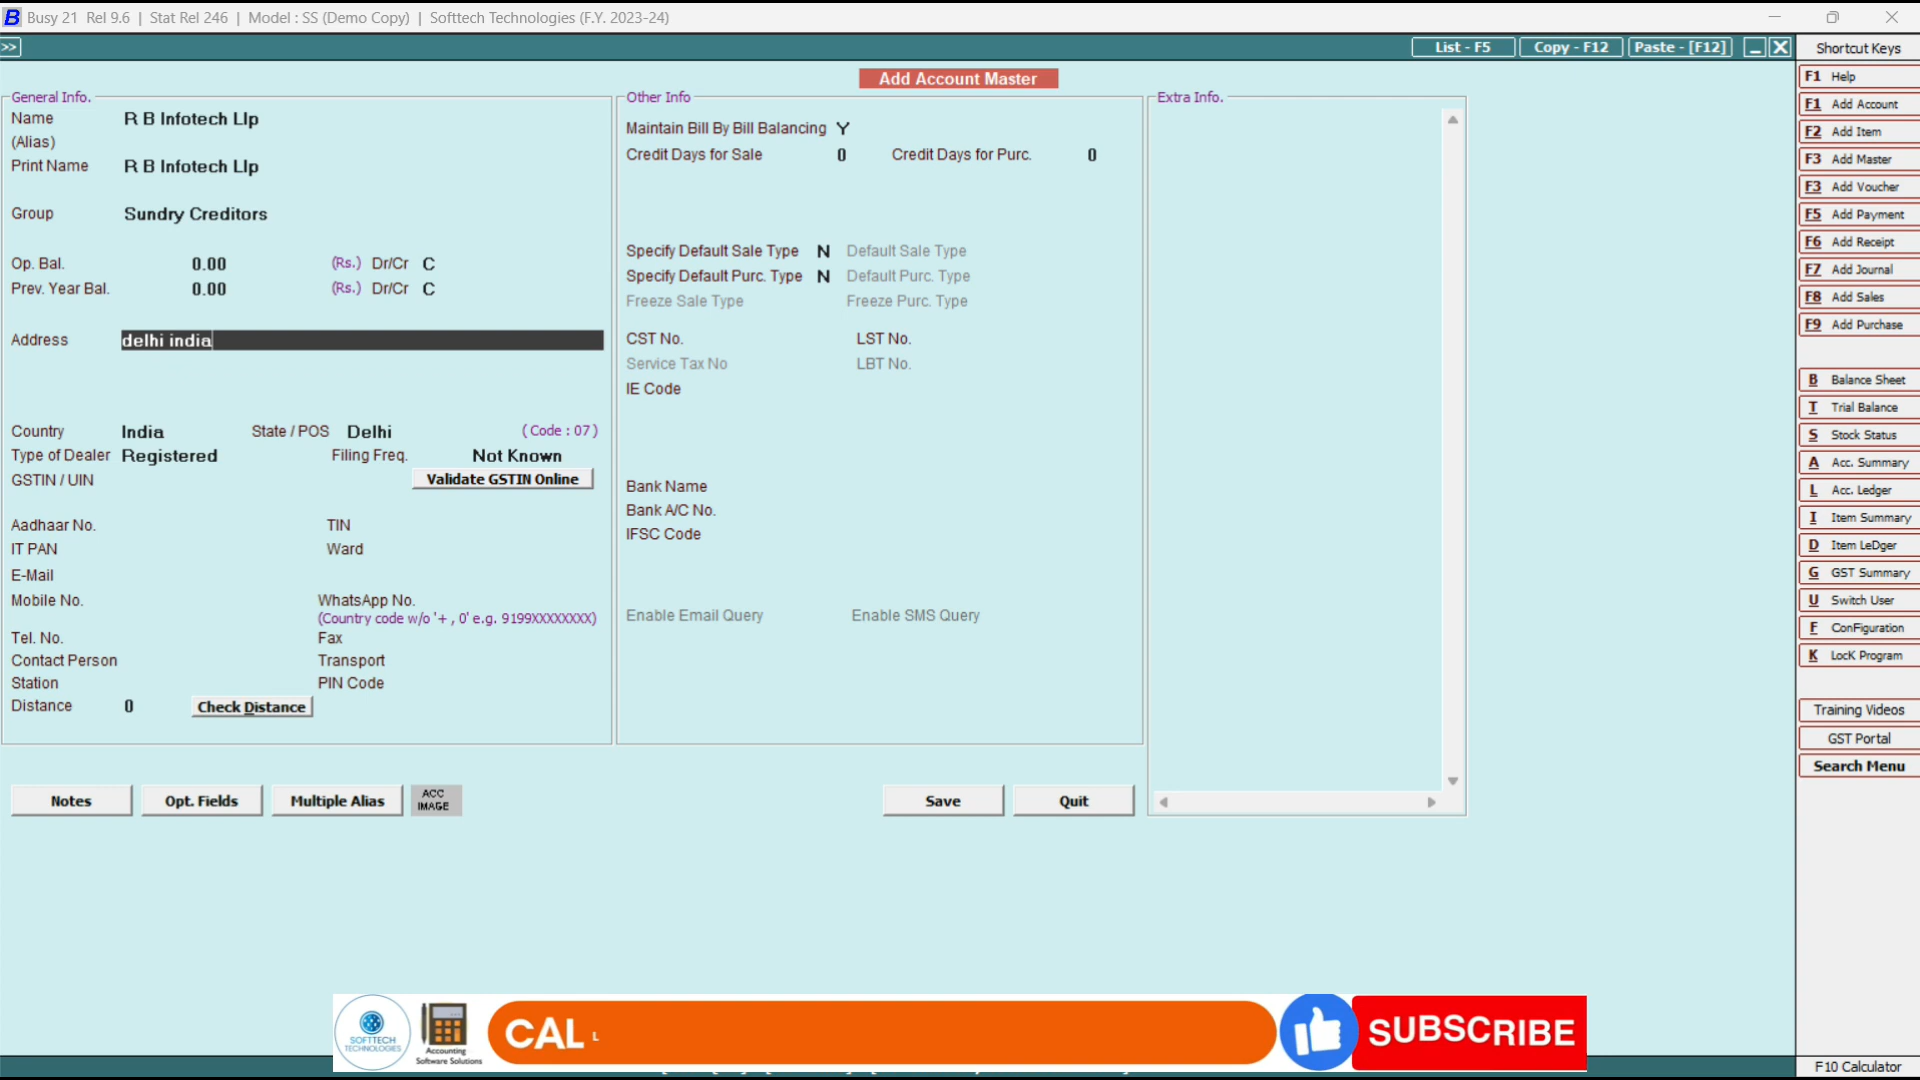 Busy 21 Rel 9.6 | Stat Rel 246 | Model : SS (Demo Copy) | Softtech Technologies (F.Y. 2023-24)
>> List - F5 Copy - F12 Paste - [F12]
Add Account Master
General Info.
Name R B Infotech Llp
(Alias)
Print Name R B Infotech Llp
Group Sundry Creditors
Op. Bal. 0.00 (Rs.) Dr/Cr C
Prev. Year Bal. 0.00 (Rs.) Dr/Cr C
Address delhi india
Country India State / POS Delhi ( Code : 07 )
Type of Dealer Registered Filing Freq. Not Known
GSTIN / UIN Validate GSTIN Online
Aadhaar No. TIN
IT PAN Ward
E-Mail
Mobile No. WhatsApp No.
(Country code w/o '+ , 0' e.g. 9199XXXXXXXX)
Tel. No. Fax
Contact Person Transport
Station PIN Code
Distance 0 Check Distance
Other Info
Maintain Bill By Bill Balancing Y
Credit Days for Sale 0 Credit Days for Purc. 0
Specify Default Sale Type N Default Sale Type
Specify Default Purc. Type N Default Purc. Type
Freeze Sale Type Freeze Purc. Type
CST No. LST No.
Service Tax No LBT No.
IE Code
Bank Name
Bank A/C No.
IFSC Code
Enable Email Query Enable SMS Query
Extra Info.
Notes Opt. Fields Multiple Alias ACC IMAGE Save Quit
Shortcut Keys
F1 Help
F1 Add Account
F2 Add Item
F3 Add Master
F3 Add Voucher
F5 Add Payment
F6 Add Receipt
F7 Add Journal
F8 Add Sales
F9 Add Purchase
B Balance Sheet
T Trial Balance
S Stock Status
A Acc. Summary
L Acc. Ledger
I Item Summary
D Item LeDger
G GST Summary
U Switch User
F ConFiguration
K LocK Program
Training Videos
GST Portal
Search Menu
F10 Calculator
SOFTTECH
TECHNOLOGIES
Accounting
Software Solutions
CAL L
SUBSCRIBE